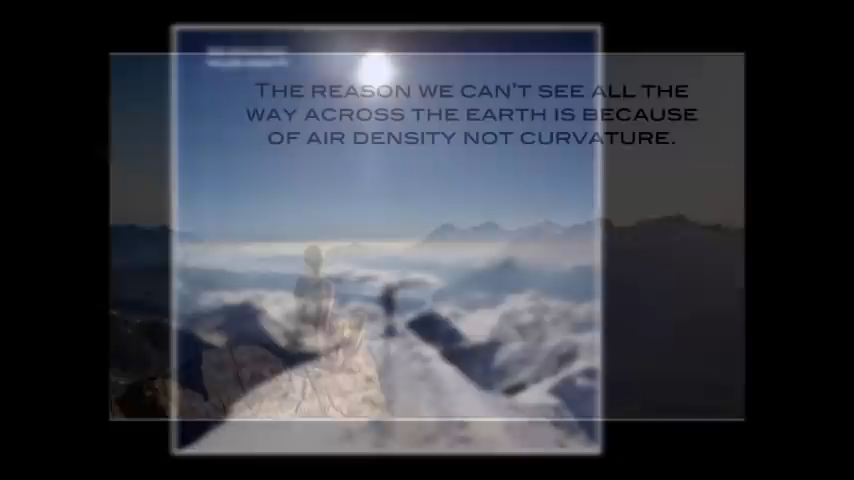 THE REASON WE CAN'T SEE ALL THE
WAY ACROSS THE EARTH IS BECAUSE
OF AIR DENSITY NOT CURVATURE.